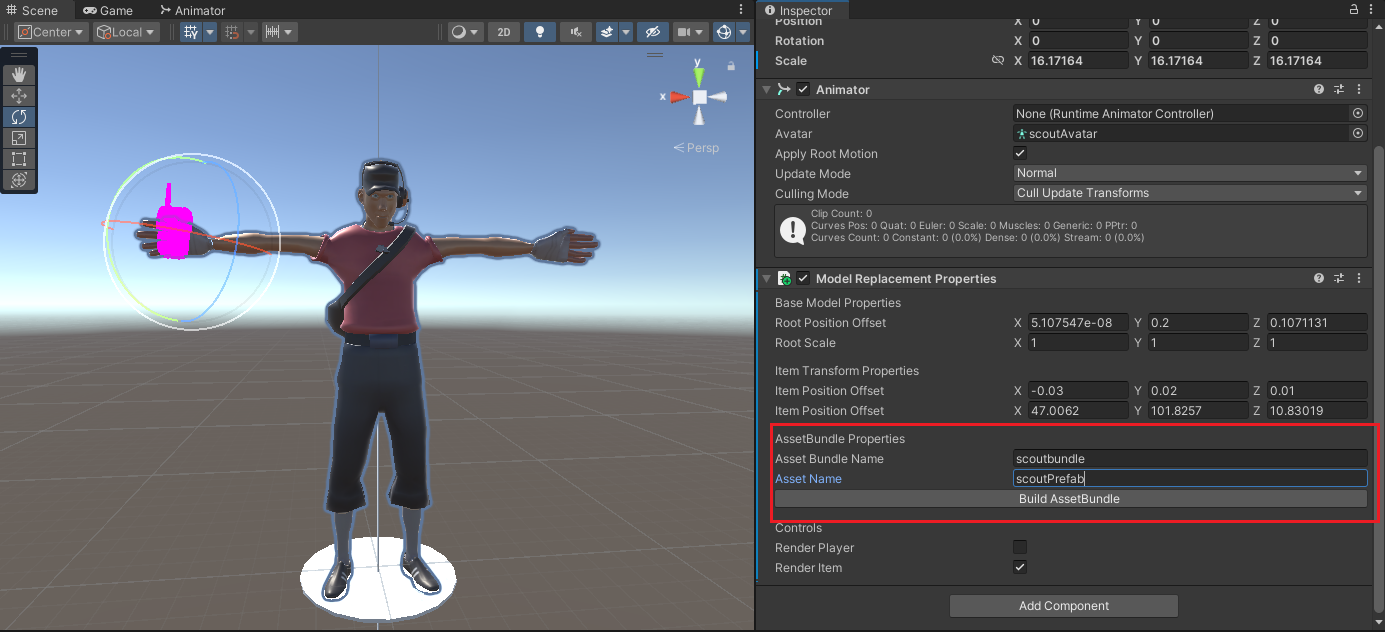 Scene Game Animator
Center Local 2D
y
x
Persp
Inspector
Position X 0 Y 0 Z 0
Rotation X 0 Y 0 Z 0
Scale X 16.17164 Y 16.17164 Z 16.17164
Animator
Controller None (Runtime Animator Controller)
Avatar scoutAvatar
Apply Root Motion
Update Mode Normal
Culling Mode Cull Update Transforms
Clip Count: 0
Curves Pos: 0 Quat: 0 Euler: 0 Scale: 0 Muscles: 0 Generic: 0 PPtr: 0
Curves Count: 0 Constant: 0 (0.0%) Dense: 0 (0.0%) Stream: 0 (0.0%)
Model Replacement Properties
Base Model Properties
Root Position Offset X 5.107547e-08 Y 0.2 Z 0.1071131
Root Scale X 1 Y 1 Z 1
Item Transform Properties
Item Position Offset X -0.03 Y 0.02 Z 0.01
Item Position Offset X 47.0062 Y 101.8257 Z 10.83019
AssetBundle Properties
Asset Bundle Name scoutbundle
Asset Name scoutPrefab
Build AssetBundle
Controls
Render Player
Render Item
Add Component